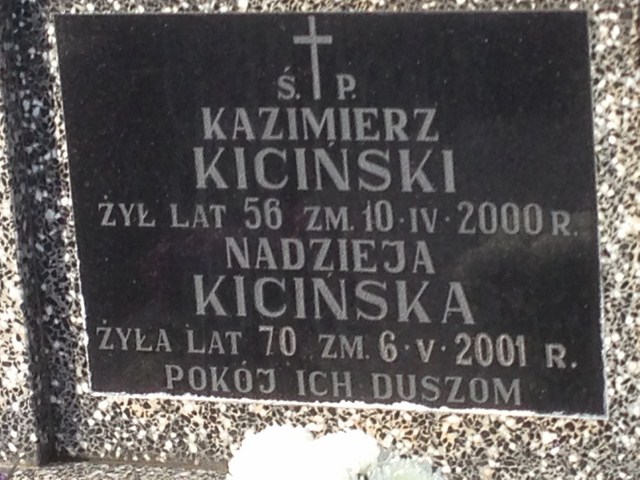 Ś. P.
KAZIMIERZ
KICIŃSKI
ŻYŁ LAT 56 ZM. 10·IV·2000 R.
NADZIEJA
KICIŃSKA
ŻYŁA LAT 70 ZM. 6·V·2001 R.
POKÓJ ICH DUSZOM